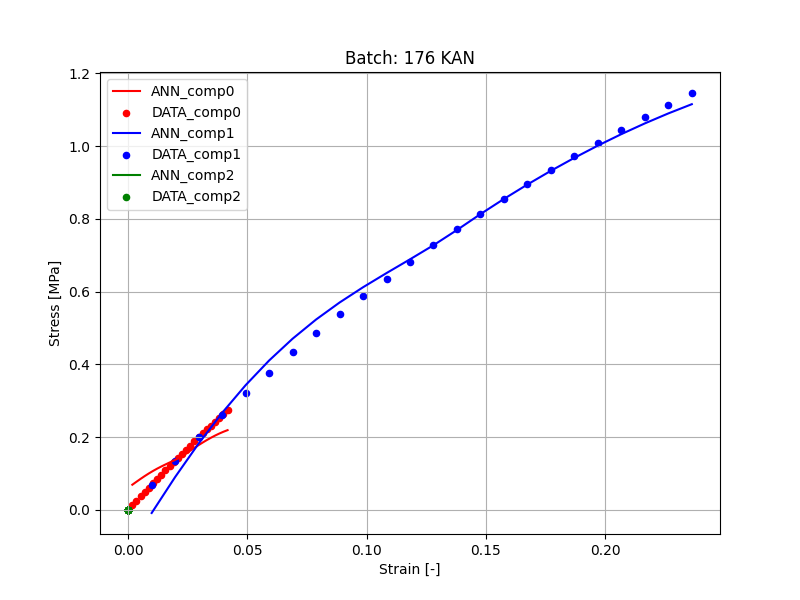 Batch: 176 KAN
1.2
1.0
0.8
0.6
0.4
0.2
0.0
Stress [MPa]
ANN_comp0
DATA_comp0
ANN_comp1
DATA_comp1
ANN_comp2
DATA_comp2
0.00 0.05 0.10 0.15 0.20
Strain [-]